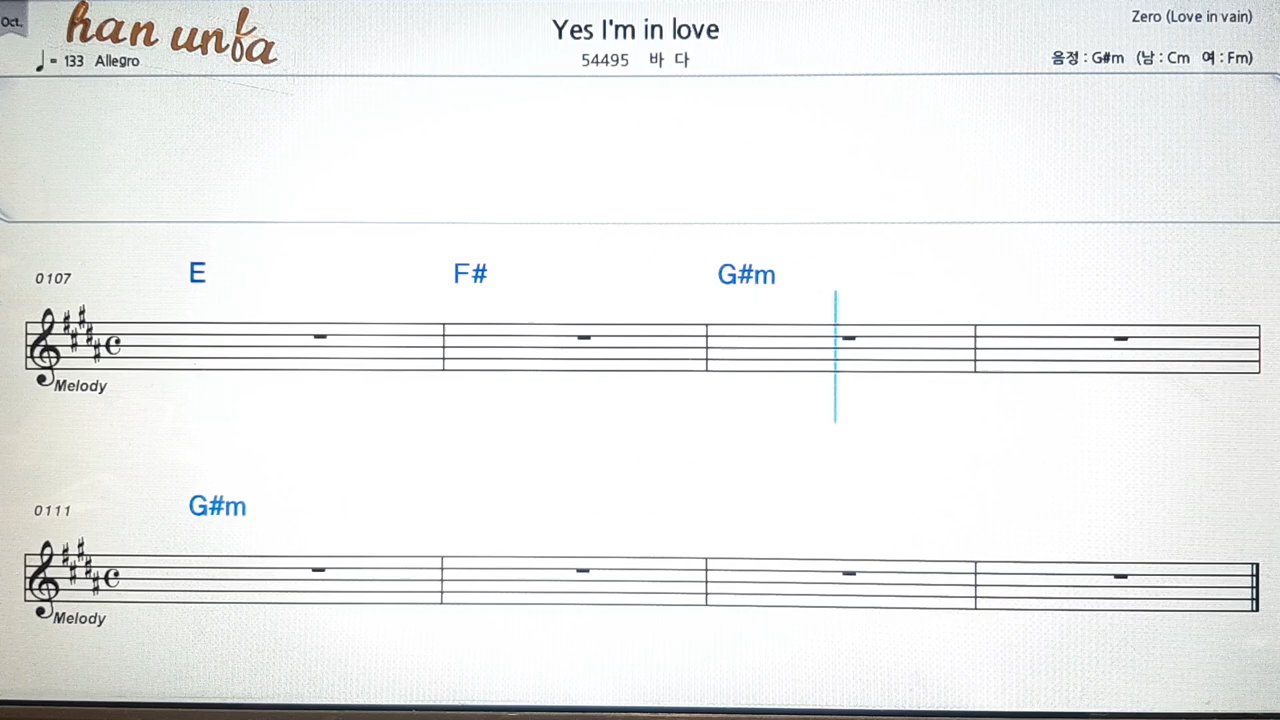 Oct.
han unfa
Yes I'm in love
Zero (Love in vain)
♩ = 133 Allegro
54495 바 다
음정 : G#m (남 : Cm 여 : Fm)
0107 E F# G#m
Melody
0111 G#m
Melody